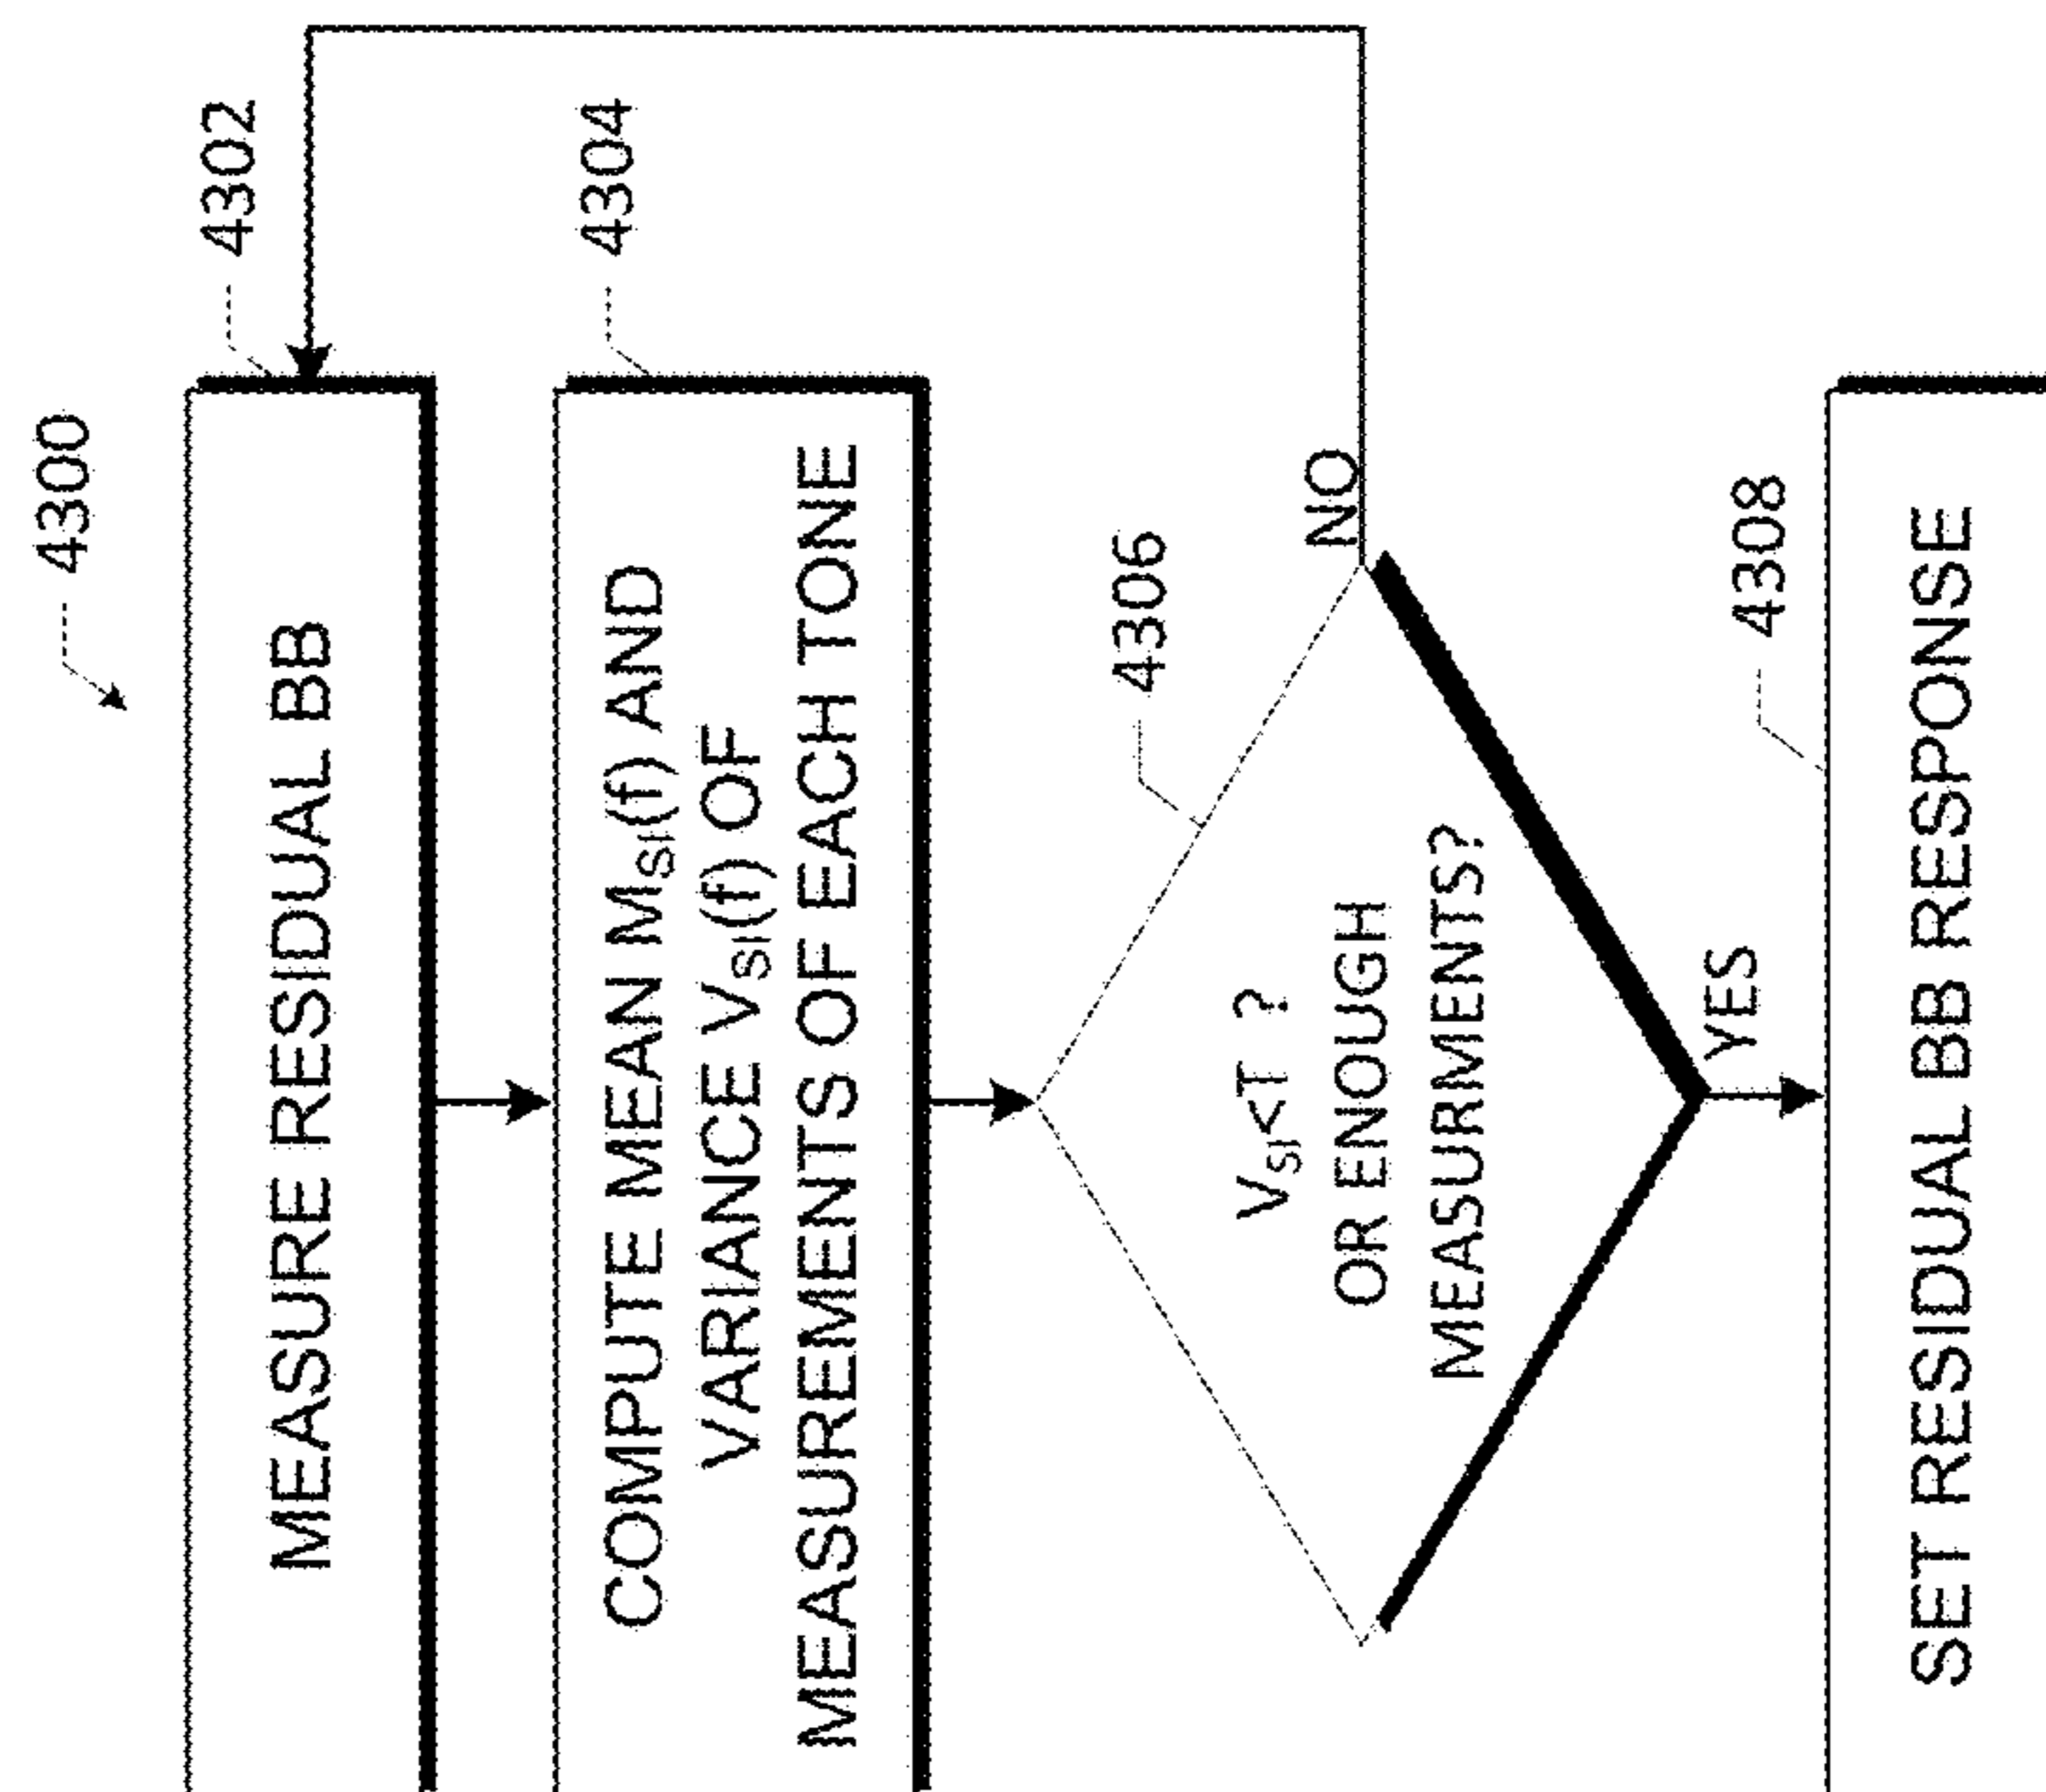 4300
4302
MEASURE RESIDUAL BB
4304
COMPUTE MEAN M_SI(f) AND
VARIANCE V_SI(f) OF
MEASUREMENTS OF EACH TONE
4306
V_SI<T ?
OR ENOUGH
MEASURMENTS?
NO
YES
4308
SET RESIDUAL BB RESPONSE